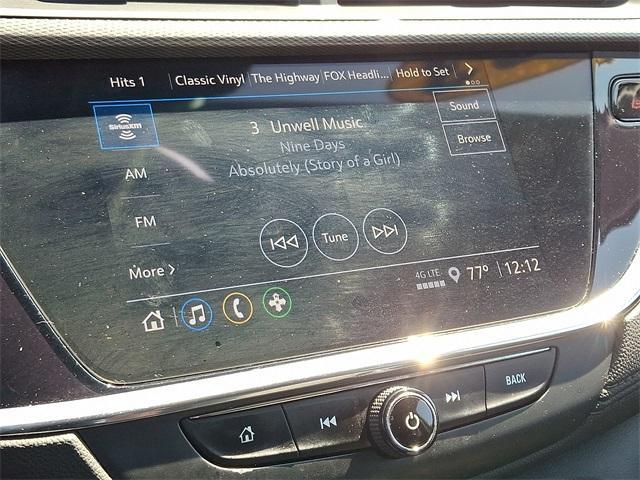 Hits 1 Classic Vinyl The Highway FOX Headli... Hold to Set
SiriusXM
3 Unwell Music
Sound
Nine Days
Browse
Absolutely (Story of a Girl)
AM
FM
Tune
More
4G LTE 77° 12:12
BACK